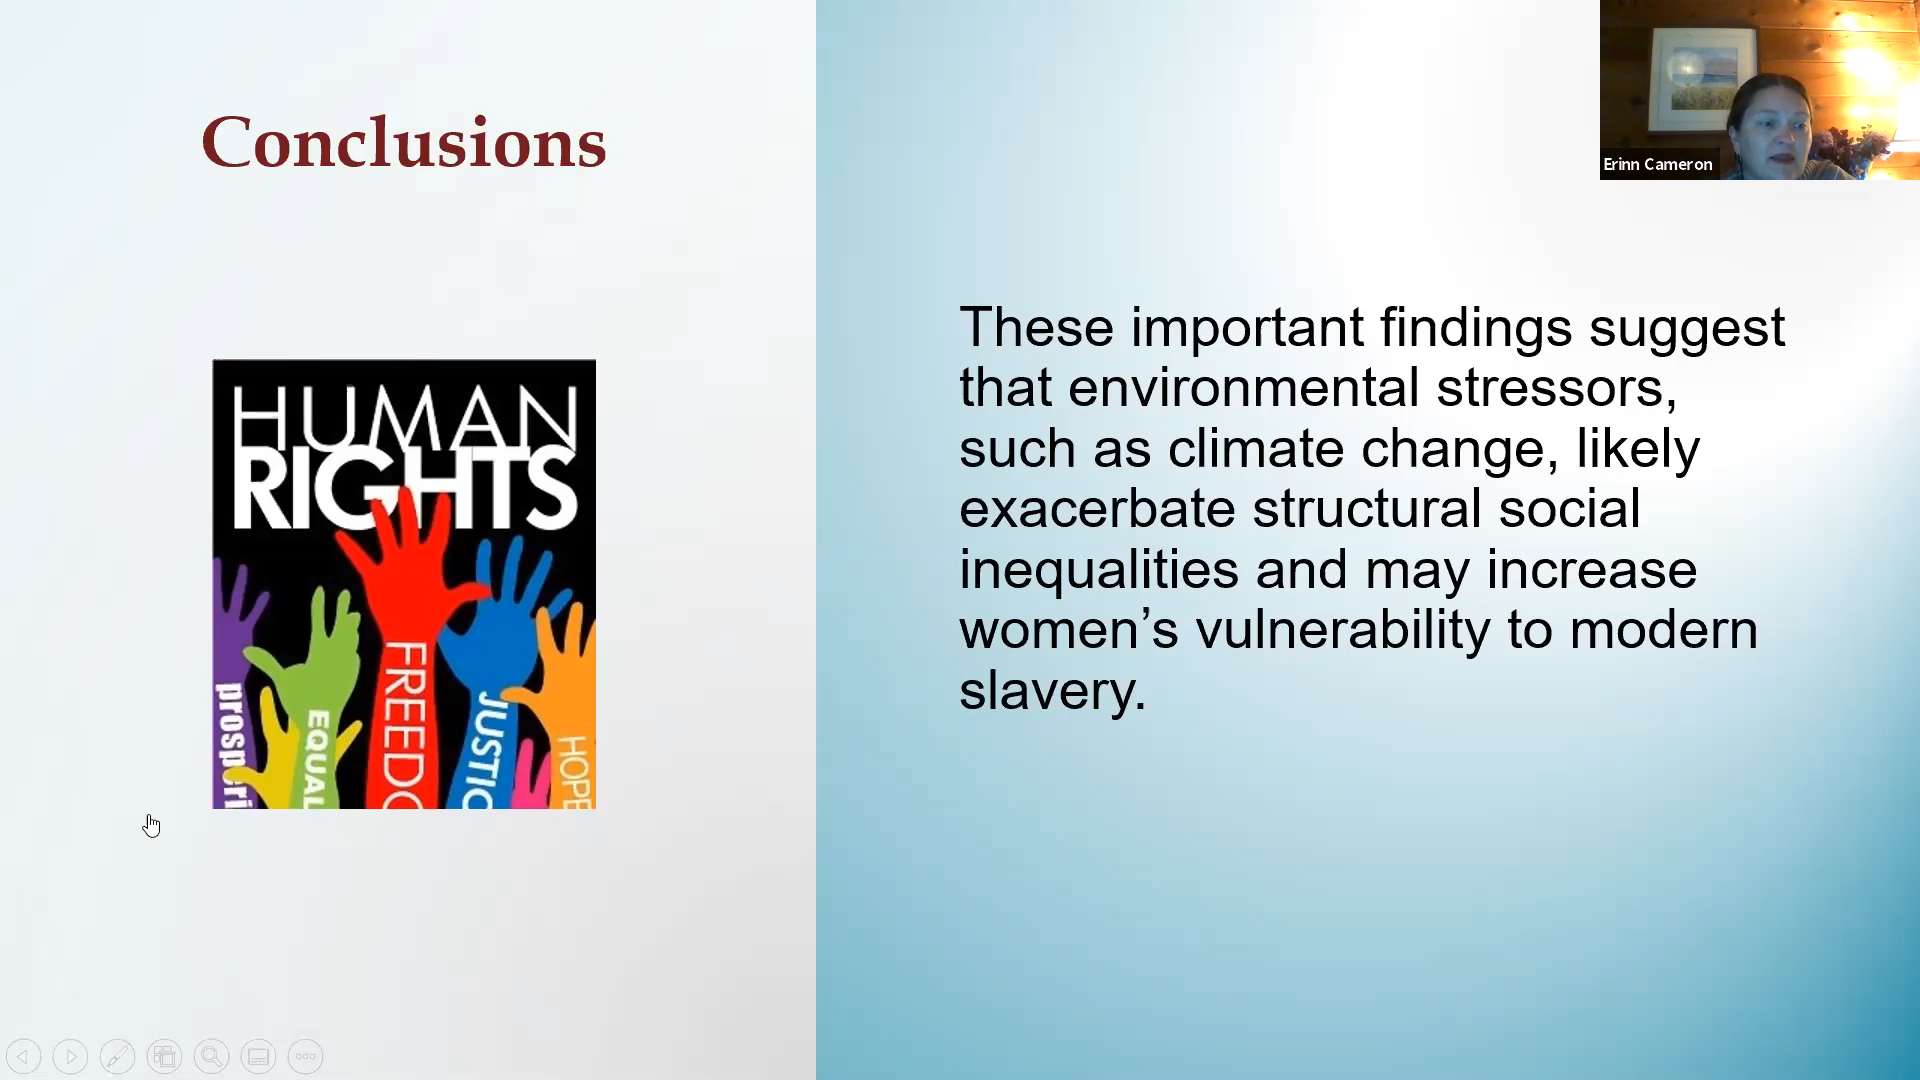 Conclusions
HUMAN
RIGHTS
prosperi
EQUAL
FREEDO
JUSTIC
HOPE
These important findings suggest
that environmental stressors,
such as climate change, likely
exacerbate structural social
inequalities and may increase
women’s vulnerability to modern
slavery.
Erinn Cameron